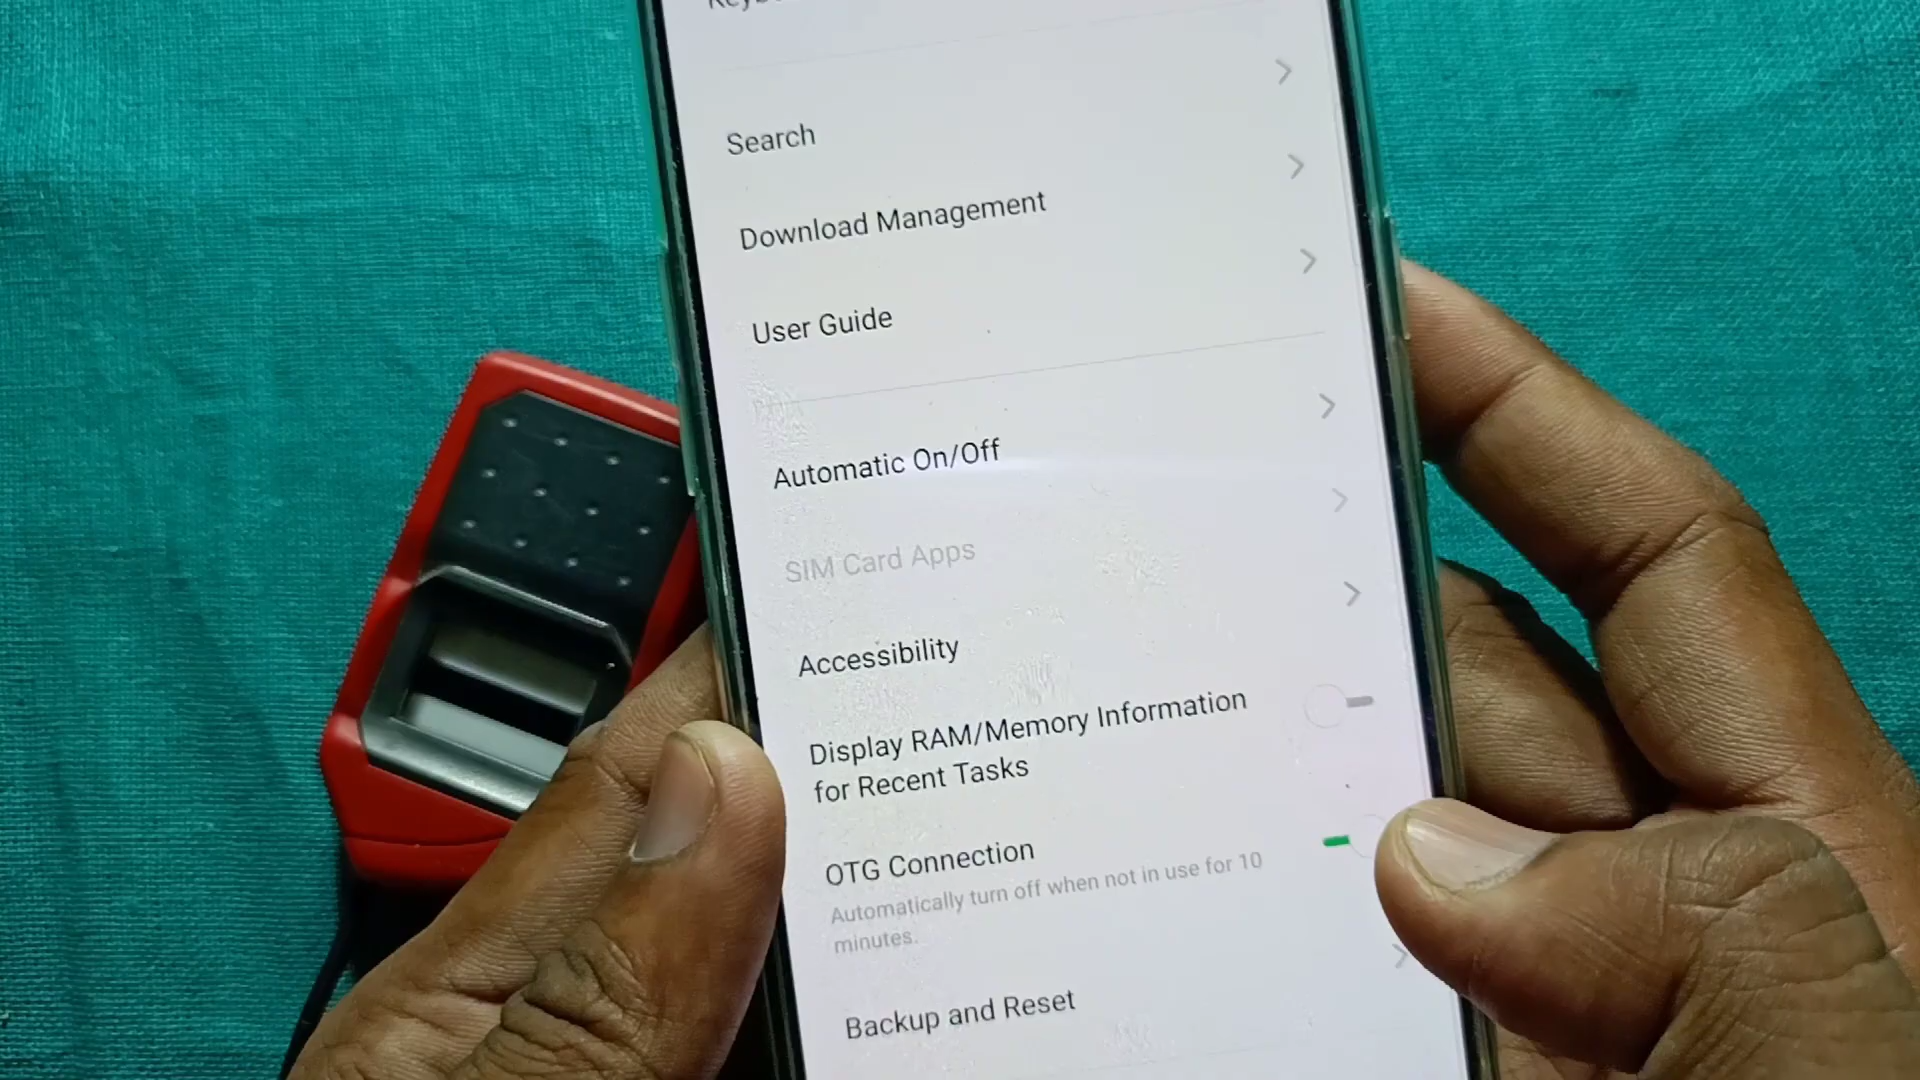 Search
Download Management
User Guide
Automatic On/Off
SIM Card Apps
Accessibility
Display RAM/Memory Information
for Recent Tasks
OTG Connection
Automatically turn off when not in use for 10
minutes.
Backup and Reset